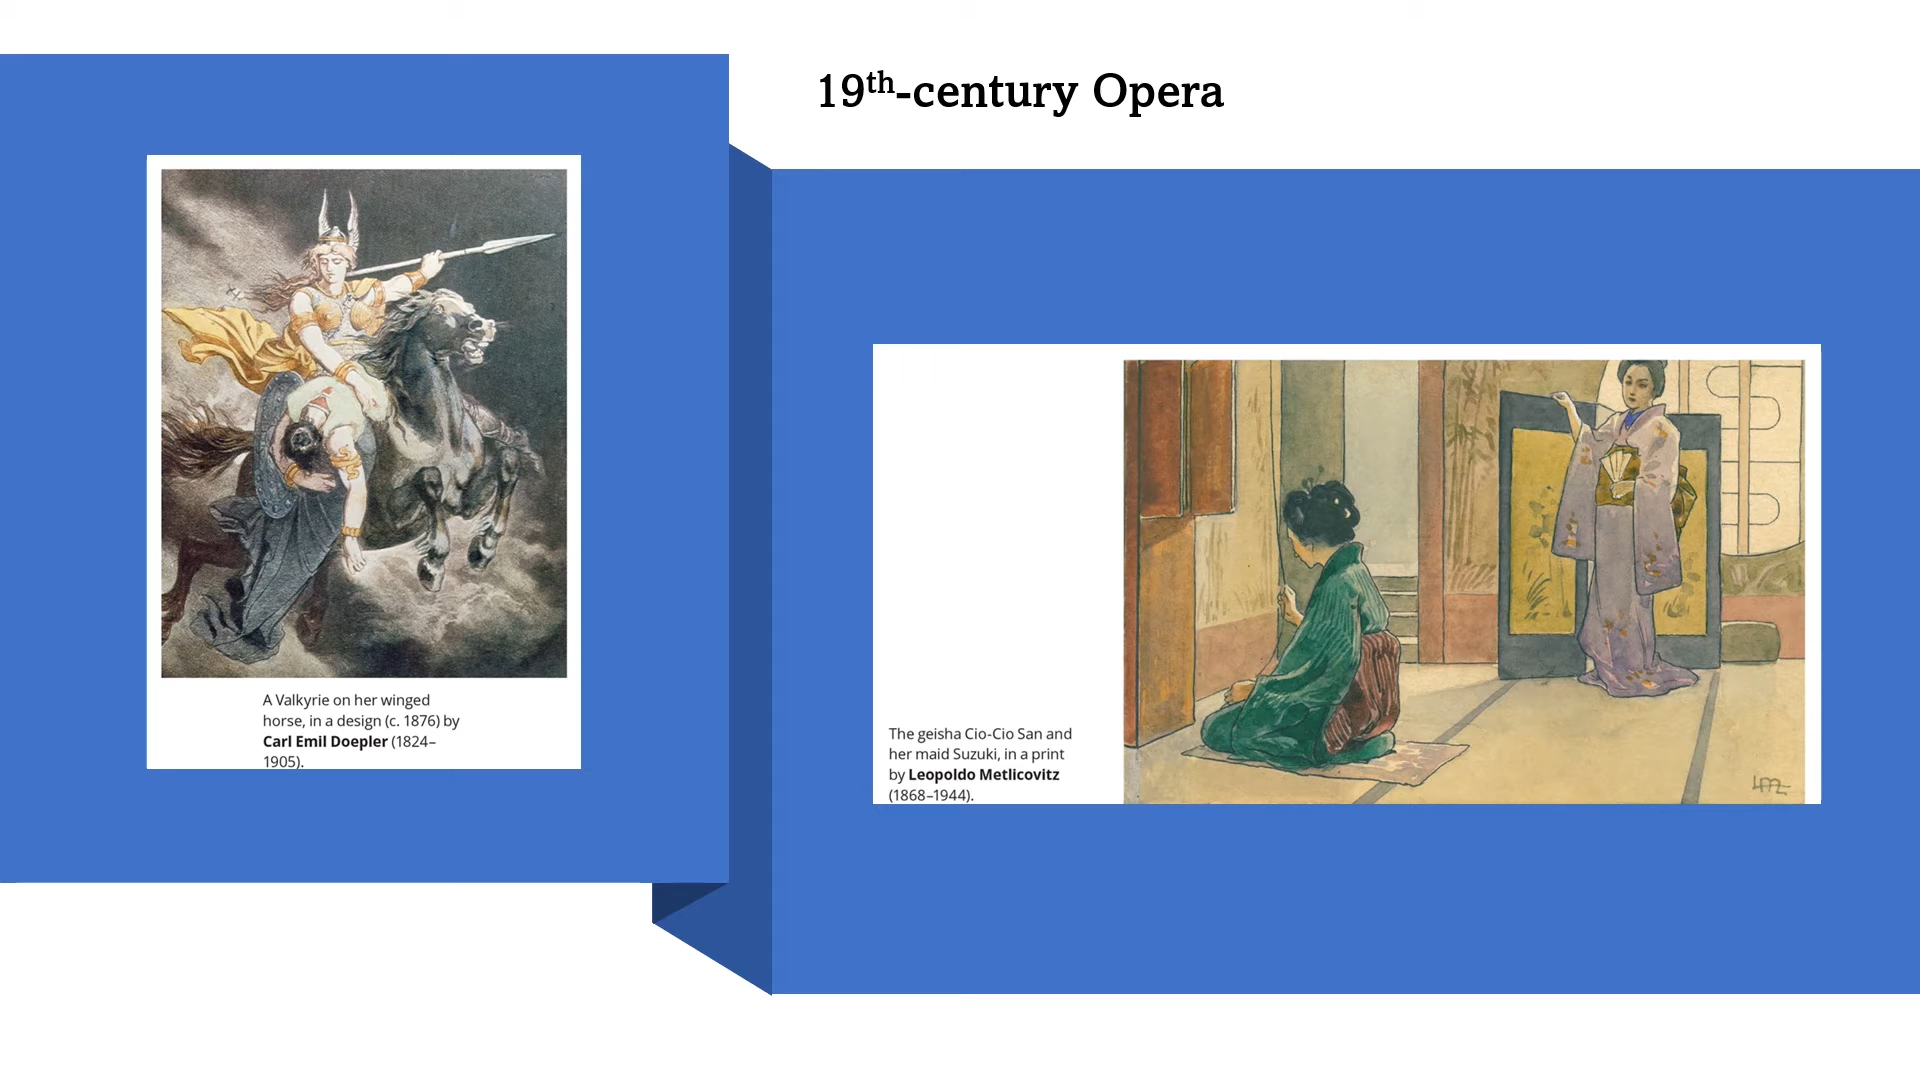 19th-century Opera
A Valkyrie on her winged
horse, in a design (c. 1876) by
Carl Emil Doepler (1824–
1905).
The geisha Cio-Cio San and
her maid Suzuki, in a print
by Leopoldo Metlicovitz
(1868–1944).